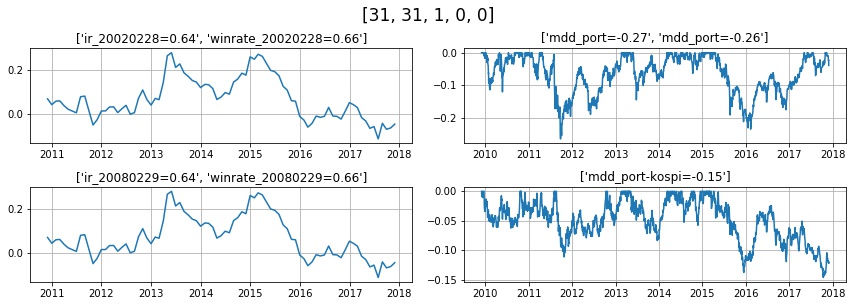 [31, 31, 1, 0, 0]
['ir_20020228=0.64', 'winrate_20020228=0.66']
0.2
0.0
2011 2012 2013 2014 2015 2016 2017 2018
['mdd_port=-0.27', 'mdd_port=-0.26']
0.0
−0.1
−0.2
2010 2011 2012 2013 2014 2015 2016 2017 2018
['ir_20080229=0.64', 'winrate_20080229=0.66']
0.2
0.0
2011 2012 2013 2014 2015 2016 2017 2018
['mdd_port-kospi=-0.15']
0.00
−0.05
−0.10
−0.15
2010 2011 2012 2013 2014 2015 2016 2017 2018